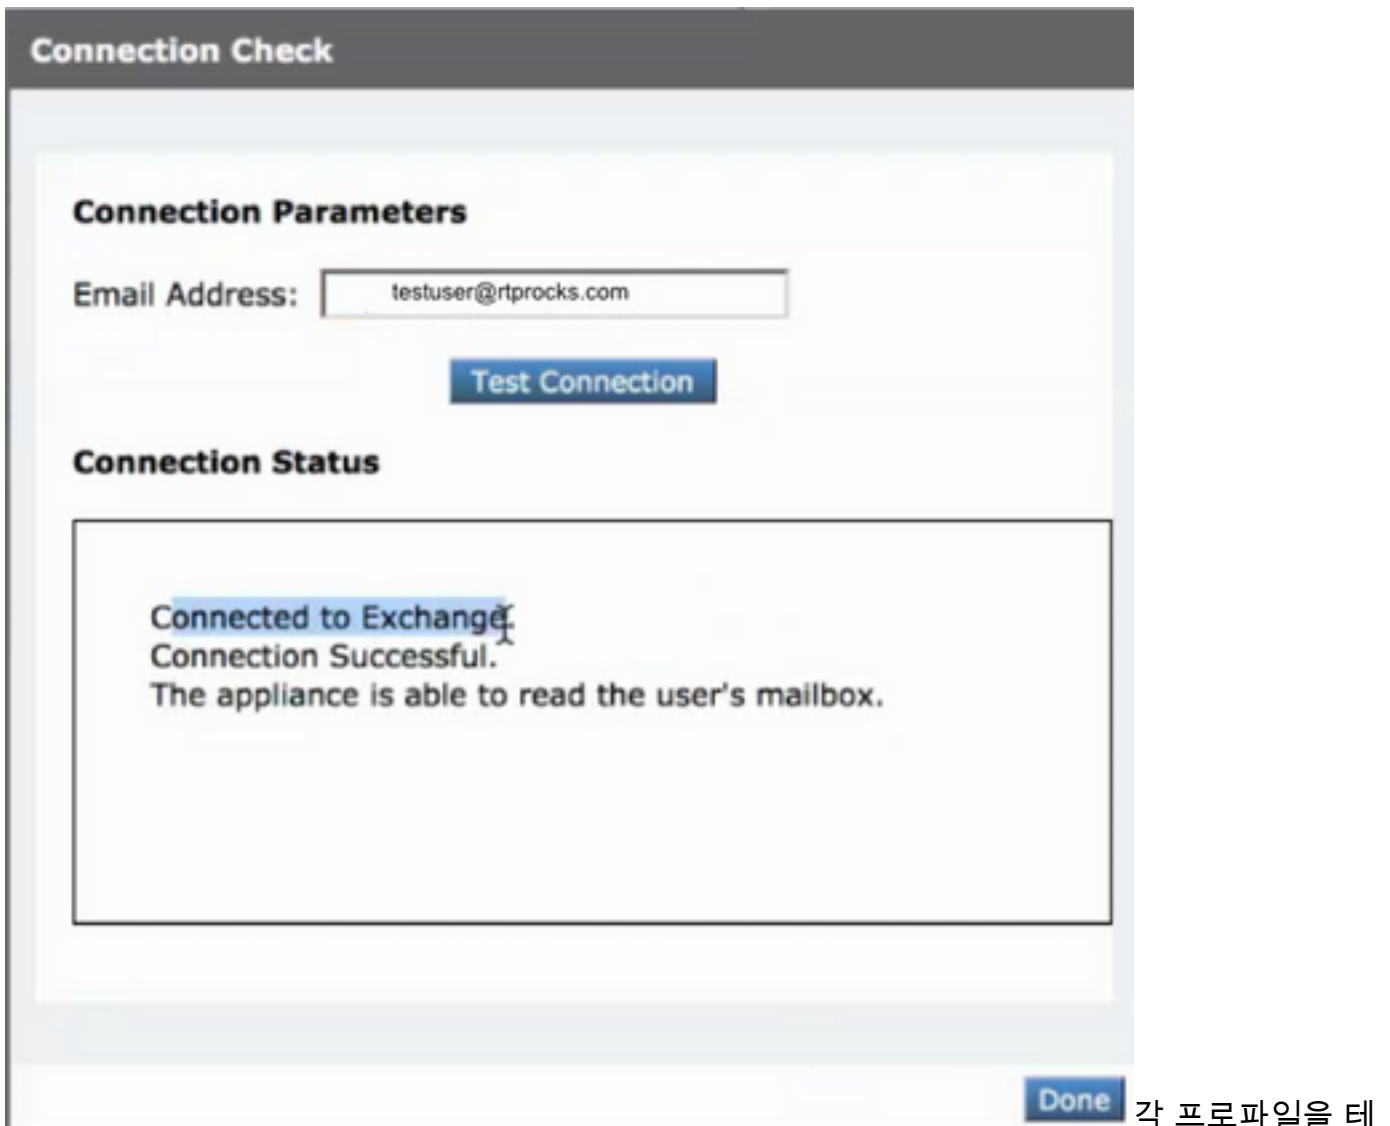 Connection Check
Connection Parameters
Email Address: testuser@rtprocks.com
Test Connection
Connection Status
Connected to Exchange.
Connection Successful.
The appliance is able to read the user's mailbox.
Done
각 프로파일을 테